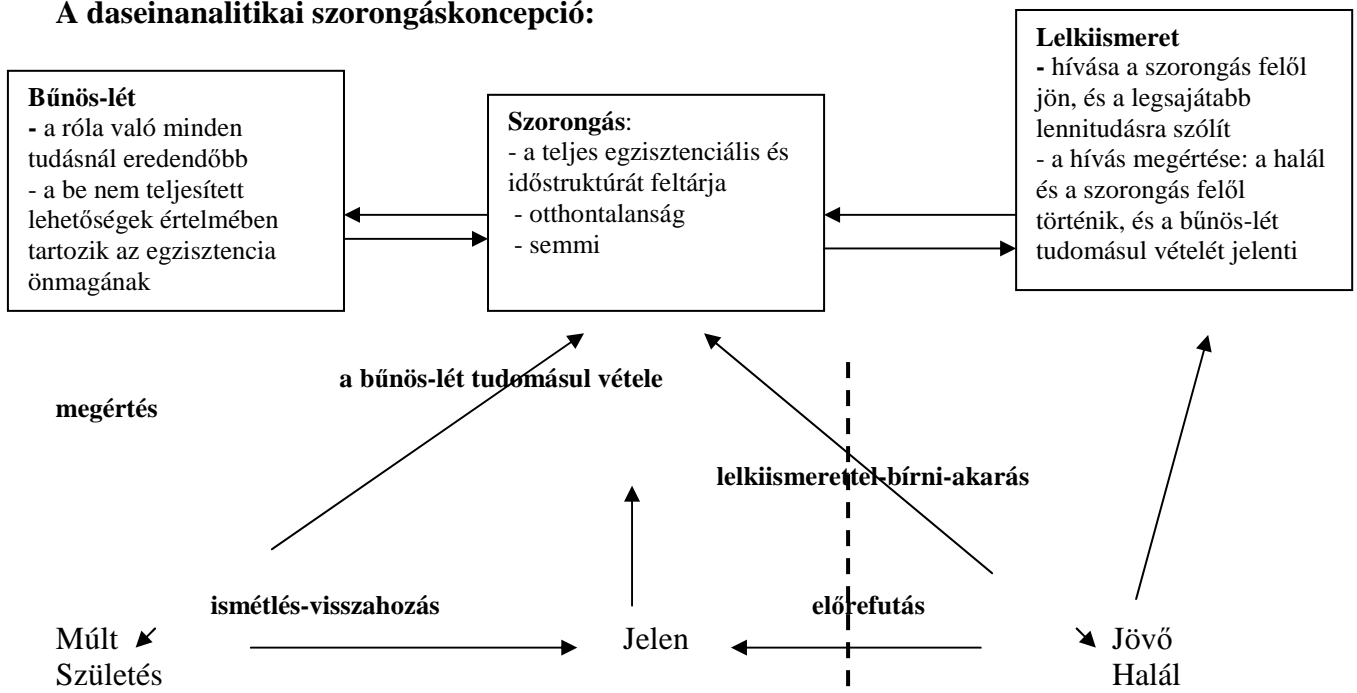 A daseinanalitikai szorongáskoncepció:
Bűnös-lét
- a róla való minden
tudásnál eredendőbb
- a be nem teljesített
lehetőségek értelmében
tartozik az egzisztencia
önmagának
Szorongás:
- a teljes egzisztenciális és
időstruktúrát feltárja
- otthontalanság
- semmi
Lelkiismeret
- hívása a szorongás felől
jön, és a legsajátabb
lennitudásra szólít
- a hívás megértése: a halál
és a szorongás felől
történik, és a bűnös-lét
tudomásul vételét jelenti
a bűnös-lét tudomásul vétele
megértés
lelkiismerettel-bírni-akarás
ismétlés-visszahozás
előrefutás
Múlt
Születés
Jelen
Jövő
Halál